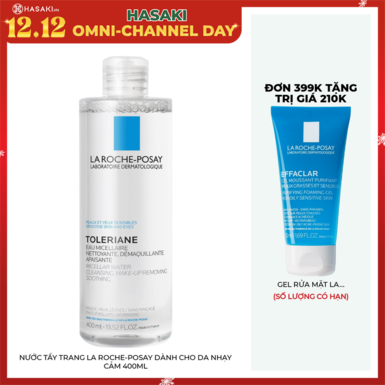 HASAKI.VN
HASAKI
12.12 OMNI-CHANNEL DAY
LA ROCHE-POSAY
LABORATOIRE DERMATOLOGIQUE
TOLERIANE
EAU MICELLAIRE
NETTOYANTE, DÉMAQUILLANTE
APAISANTE
MICELLAR WATER
CLEANSING, MAKE-UP REMOVING
SOOTHING
NƯỚC TẨY TRANG LA ROCHE-POSAY DÀNH CHO DA NHẠY
CẢM 400ML
ĐƠN 399K TẶNG
TRỊ GIÁ 210K
LA ROCHE-POSAY
EFFACLAR
GEL RỬA MẶT LA...
(SỐ LƯỢNG CÓ HẠN)